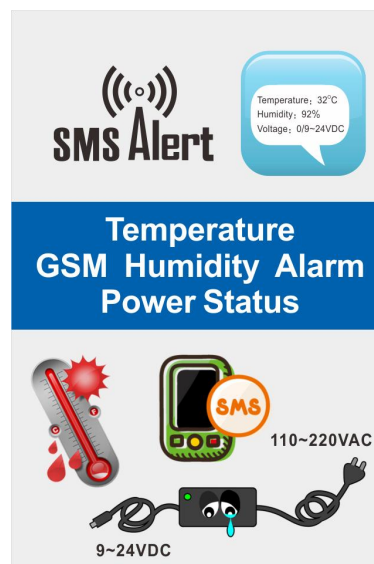 SMS Alert
Temperature; 32°C
Humidity; 92%
Voltage; 0/9~24VDC
Temperature
GSM Humidity Alarm
Power Status
C
F
SMS
110~220VAC
9~24VDC